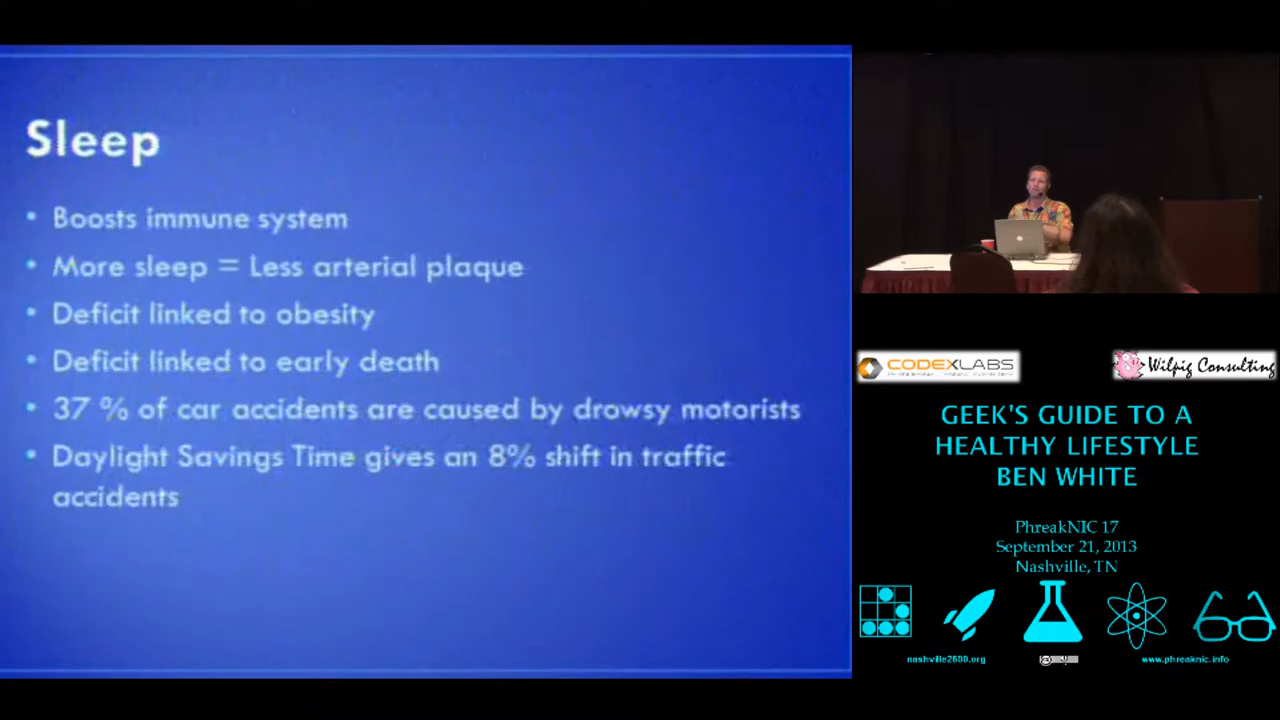 Sleep
• Boosts immune system
• More sleep = Less arterial plaque
• Deficit linked to obesity
• Deficit linked to early death
• 37 % of car accidents are caused by drowsy motorists
• Daylight Savings Time gives an 8% shift in traffic
accidents
CODEXLABS
Wilpig Consulting
GEEK'S GUIDE TO A
HEALTHY LIFESTYLE
BEN WHITE
PhreakNIC 17
September 21, 2013
Nashville, TN
nashville2600.org
www.phreaknic.info